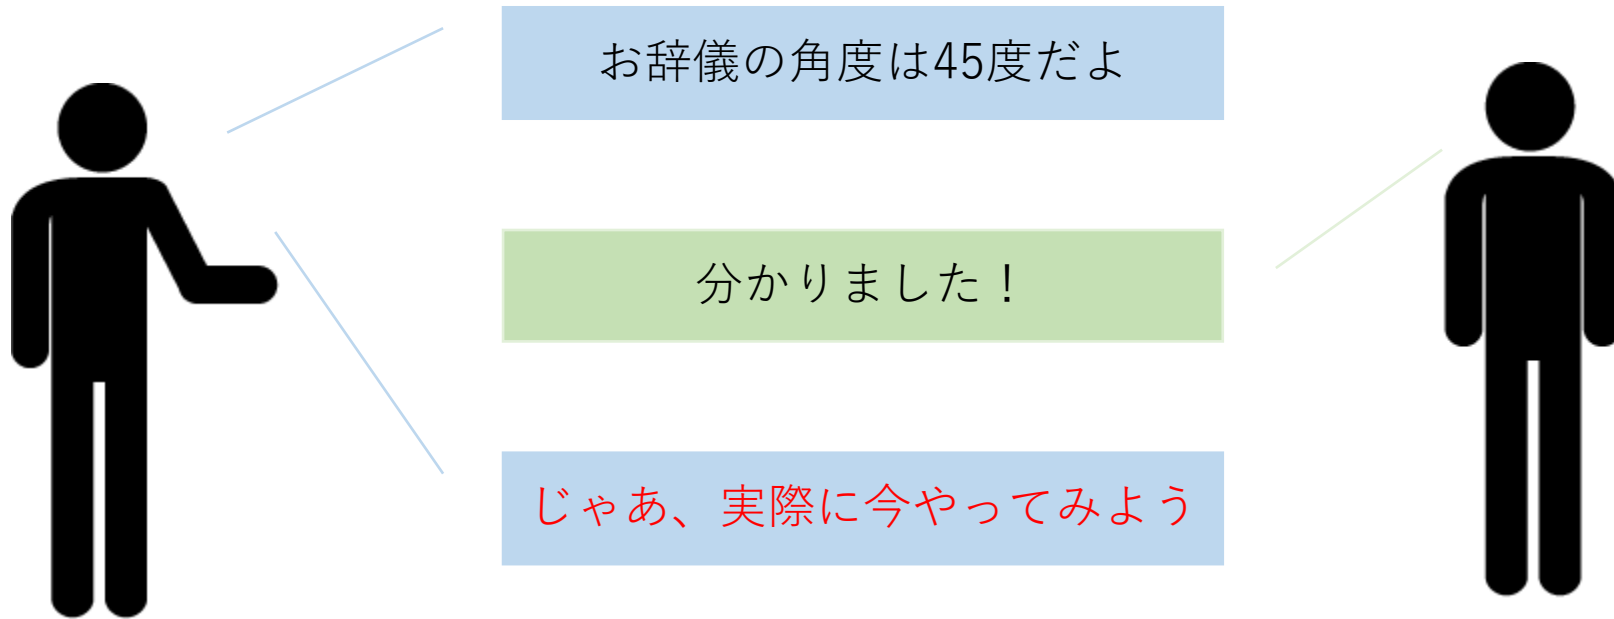 お辞儀の角度は45度だよ
分かりました！
じゃあ、実際に今やってみよう